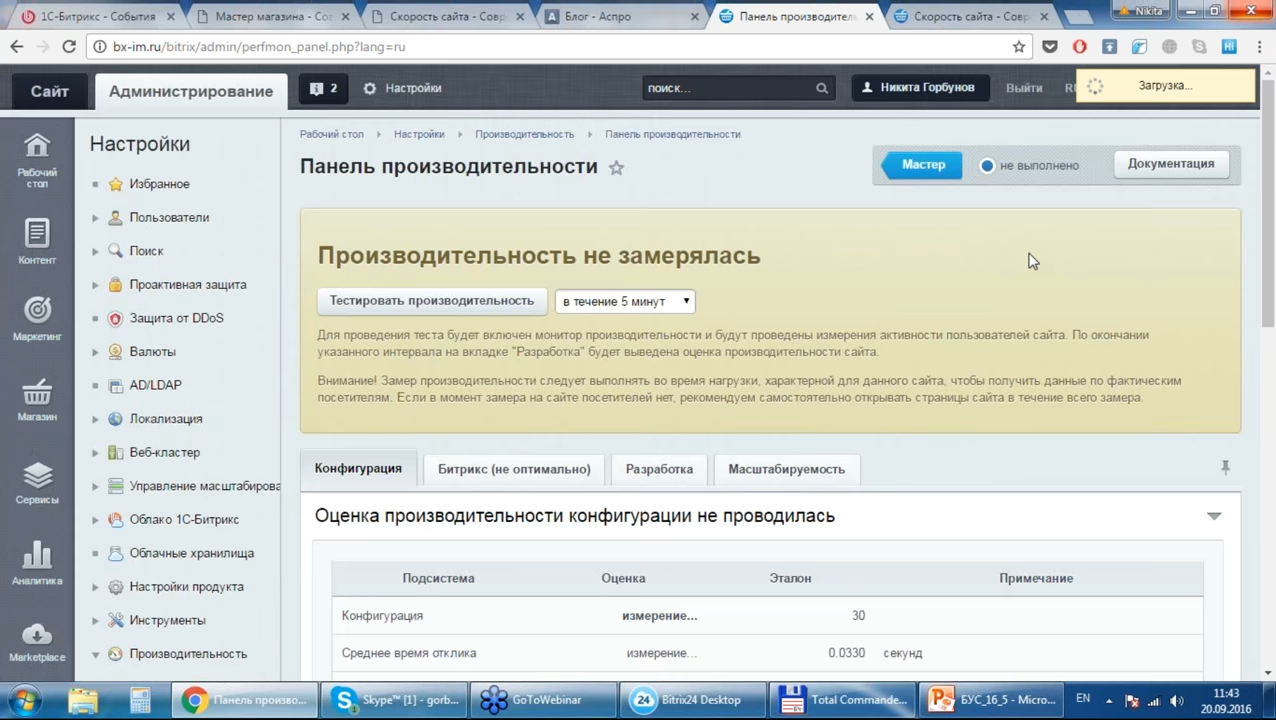 1С-Битрикс - События
Мастер магазина - Со
Скорость сайта - Совр
Блог - Аспро
Панель производитель
Скорость сайта - Совр
Nikita
bx-im.ru/bitrix/admin/perfmon_panel.php?lang=ru
Hi
Сайт
Администрирование
2
Настройки
поиск...
Никита Горбунов
Выйти
Загрузка...
Рабочий стол
Настройки
Производительность
Панель производительности
Панель производительности
Мастер
не выполнено
Документация
Рабочий
стол
Контент
Маркетинг
Магазин
Сервисы
Аналитика
Marketplace
Настройки
Избранное
Пользователи
Поиск
Проактивная защита
Защита от DDoS
Валюты
AD/LDAP
Локализация
Веб-кластер
Управление масштабирова
Облако 1С-Битрикс
Облачные хранилища
Настройки продукта
Инструменты
Производительность
Производительность не замерялась
Тестировать производительность
в течение 5 минут
Для проведения теста будет включен монитор производительности и будут проведены измерения активности пользователей сайта. По окончании
указанного интервала на вкладке "Разработка" будет выведена оценка производительности сайта.
Внимание! Замер производительности следует выполнять во время нагрузки, характерной для данного сайта, чтобы получить данные по фактическим
посетителям. Если в момент замера на сайте посетителей нет, рекомендуем самостоятельно открывать страницы сайта в течение всего замера.
Конфигурация
Битрикс (не оптимально)
Разработка
Масштабируемость
Оценка производительности конфигурации не проводилась
Подсистема Оценка Эталон Примечание
Конфигурация измерение... 30
Среднее время отклика измерение... 0.0330 секунд
Панель произво...
Skype™ [1] - gorb...
GoToWebinar
24
Bitrix24 Desktop
Total Commande...
БУС_16_5 - Micro...
EN
11:43
20.09.2016